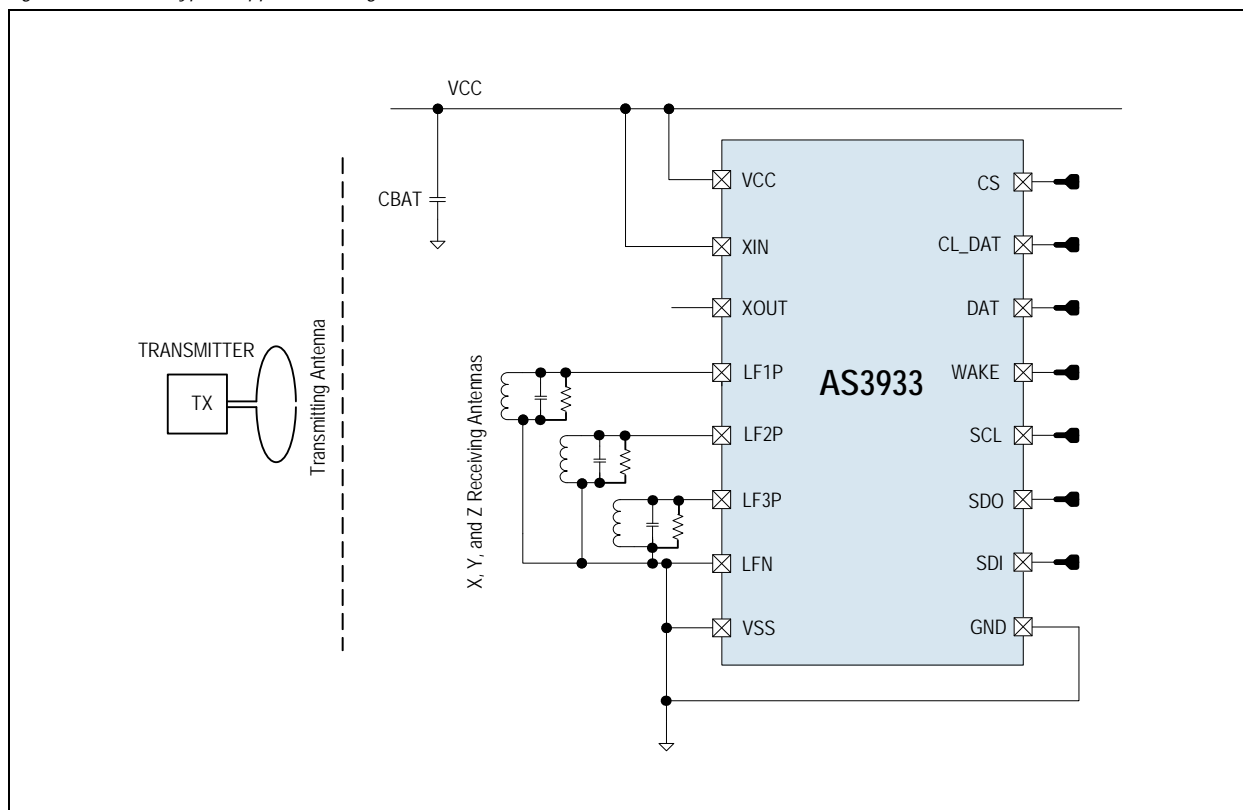 VCC
CBAT
TRANSMITTER
TX
Transmitting Antenna
X, Y, and Z Receiving Antennas
AS3933
VCC
XIN
XOUT
LF1P
LF2P
LF3P
LFN
VSS
CS
CL_DAT
DAT
WAKE
SCL
SDO
SDI
GND